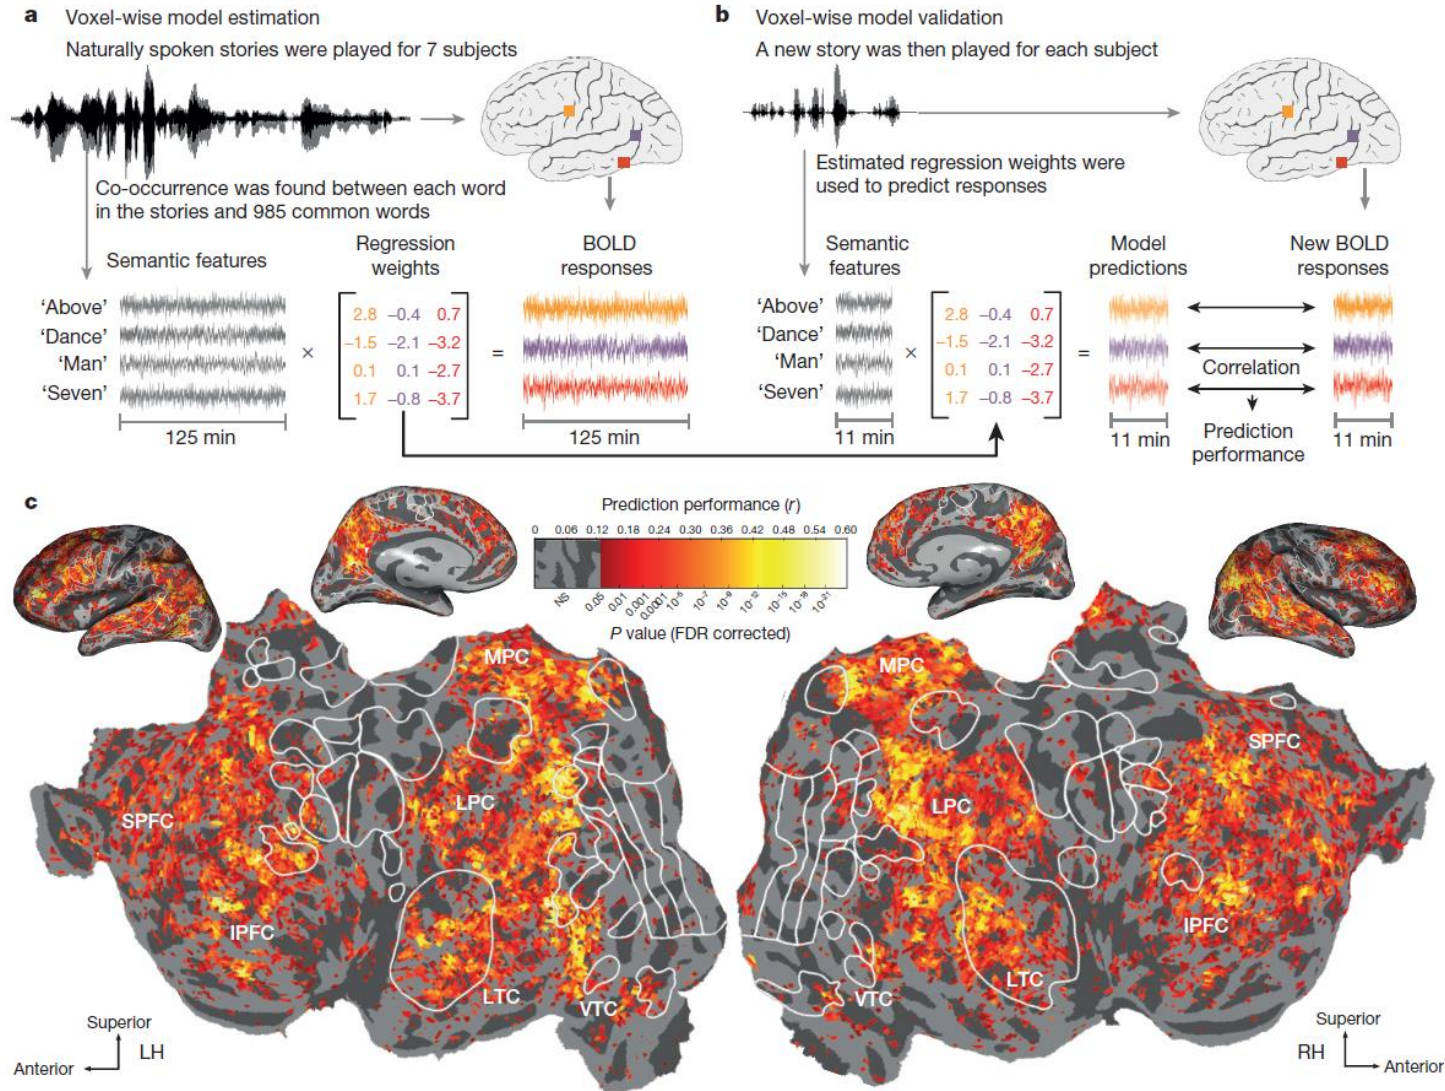 a Voxel-wise model estimation
Naturally spoken stories were played for 7 subjects
Co-occurrence was found between each word
in the stories and 985 common words
Semantic features
Regression
weights
BOLD
responses
‘Above’
‘Dance’
‘Man’
‘Seven’
×
2.8 –0.4 0.7
–1.5 –2.1 –3.2
0.1 0.1 –2.7
1.7 –0.8 –3.7
=
125 min
125 min
b Voxel-wise model validation
A new story was then played for each subject
Estimated regression weights were
used to predict responses
Semantic
features
Model
predictions
New BOLD
responses
‘Above’
‘Dance’
‘Man’
‘Seven’
×
2.8 –0.4 0.7
–1.5 –2.1 –3.2
0.1 0.1 –2.7
1.7 –0.8 –3.7
=
Correlation
Prediction
performance
11 min
11 min
11 min
c
Prediction performance (r)
0 0.06 0.12 0.18 0.24 0.30 0.36 0.42 0.48 0.54 0.60
NS 0.05 0.01 0.001 0.0001 10⁻⁵ 10⁻⁷ 10⁻⁹ 10⁻¹² 10⁻¹⁵ 10⁻¹⁸ 10⁻²¹
P value (FDR corrected)
MPC
SPFC
LPC
IPFC
LTC
VTC
Superior
LH
Anterior
MPC
SPFC
LPC
IPFC
LTC
VTC
Superior
RH
Anterior